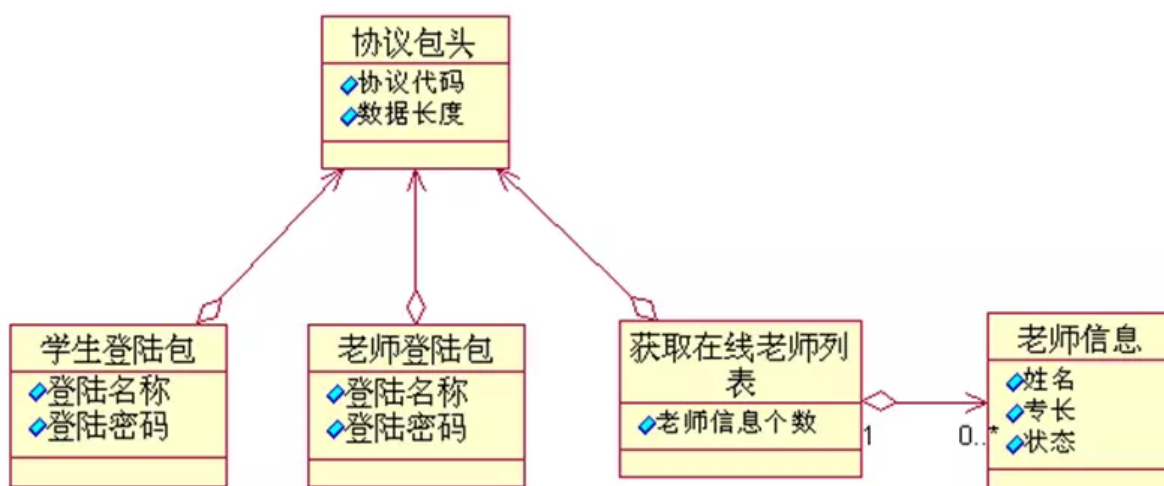 协议包头
协议代码
数据长度
学生登陆包
登陆名称
登陆密码
老师登陆包
登陆名称
登陆密码
获取在线老师列
表
老师信息个数
1
0..*
老师信息
姓名
专长
状态